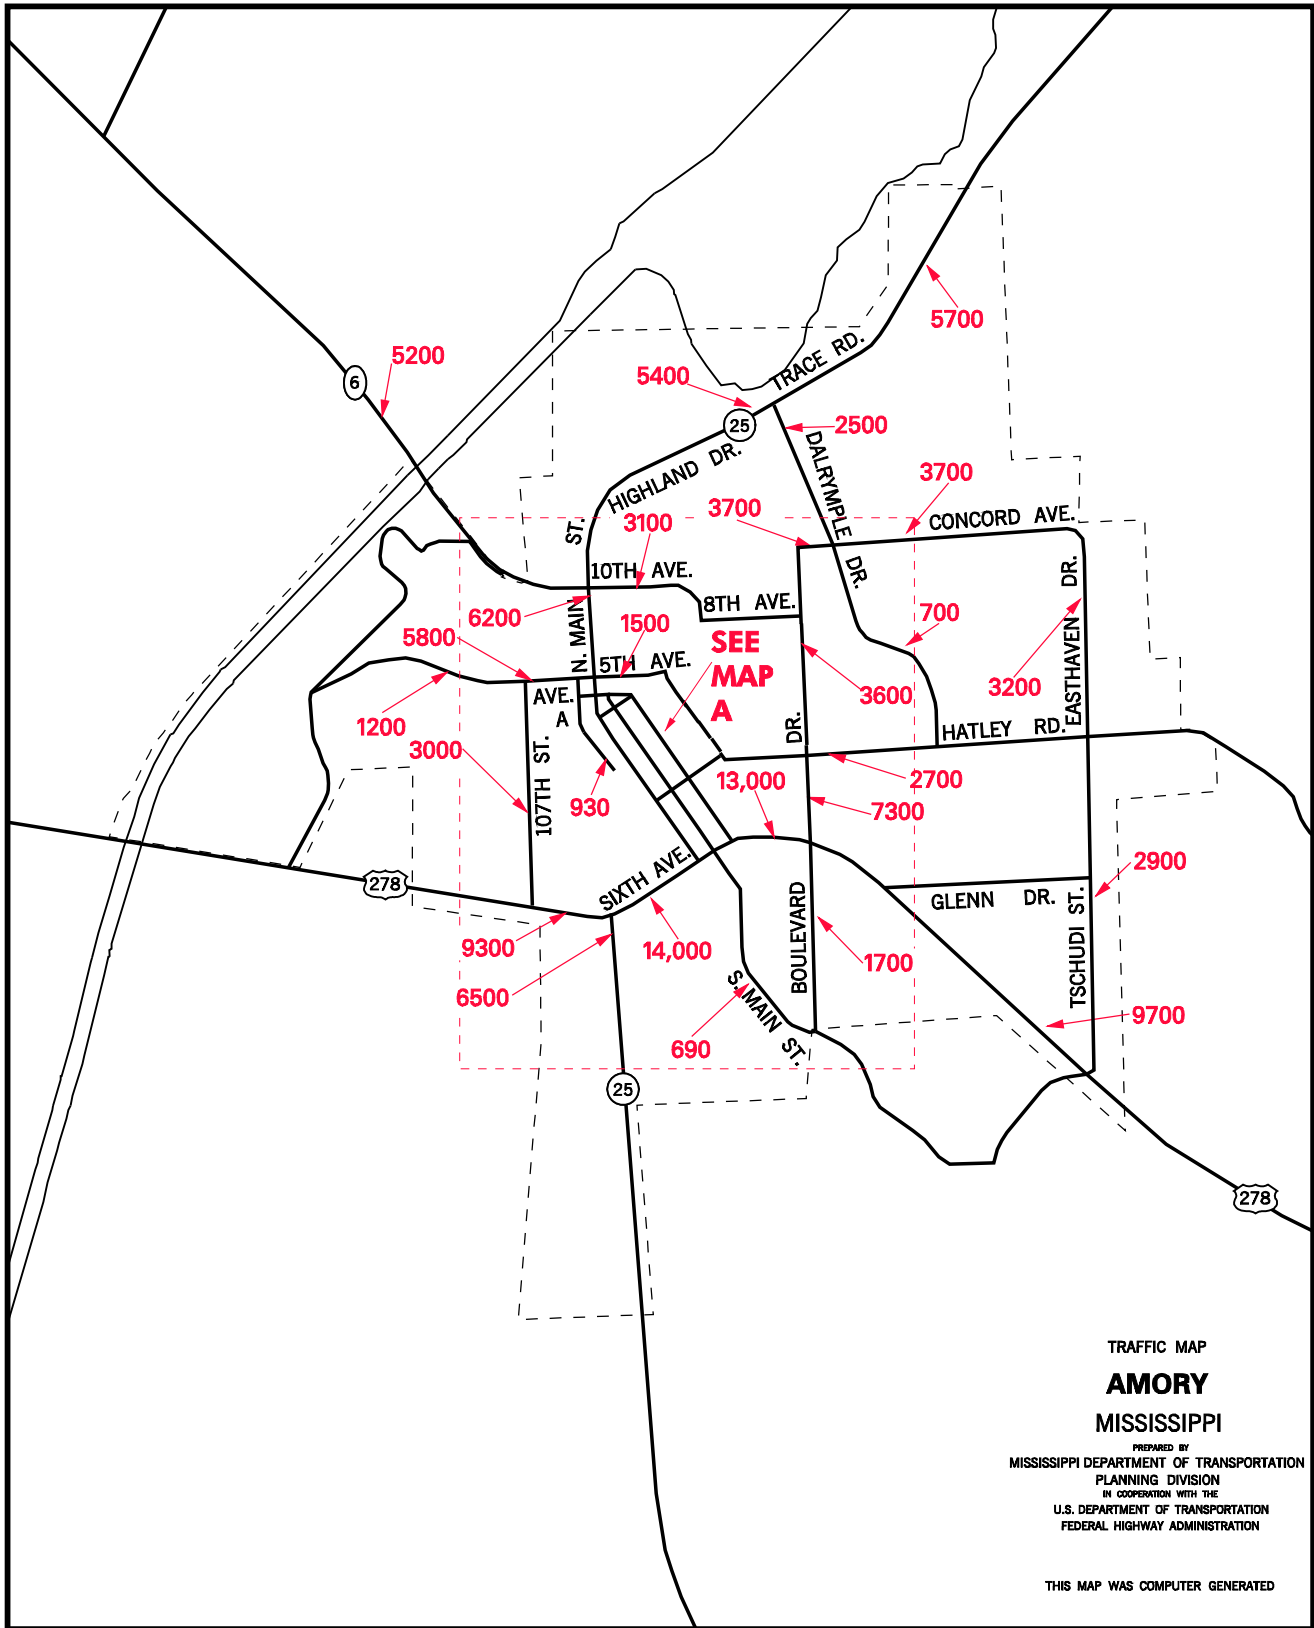 5700
5200
6
TRACE RD.
5400
25
2500
HIGHLAND DR.
DALRYMPLE DR.
3700
3700
CONCORD AVE.
3100
N. MAIN ST.
10TH AVE.
EASTHAVEN DR.
8TH AVE.
6200
1500
700
5800
SEE
MAP
A
5TH AVE.
3200
3600
AVE.
A
1200
HATLEY RD.
3000
107TH ST.
930
13,000
2700
7300
BOULEVARD DR.
278
SIXTH AVE.
2900
GLENN DR.
TSCHUDI ST.
9300
14,000
1700
6500
S. MAIN ST.
9700
690
25
278
TRAFFIC MAP
AMORY
MISSISSIPPI
PREPARED BY
MISSISSIPPI DEPARTMENT OF TRANSPORTATION
PLANNING DIVISION
IN COOPERATION WITH THE
U.S. DEPARTMENT OF TRANSPORTATION
FEDERAL HIGHWAY ADMINISTRATION
THIS MAP WAS COMPUTER GENERATED